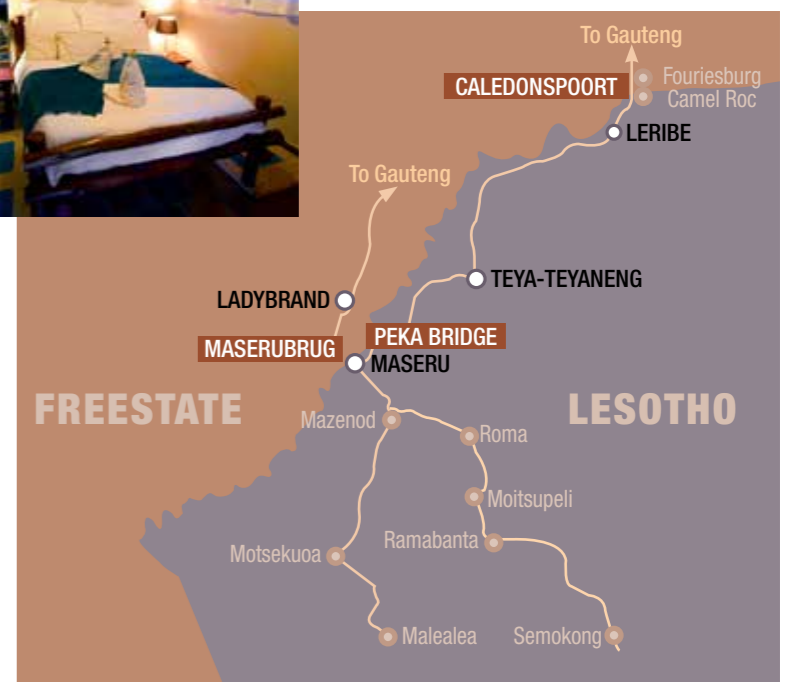 To Gauteng
CALEDONSPOORT
Fouriesburg
Camel Roc
LERIBE
To Gauteng
TEYA-TEYANENG
LADYBRAND
PEKA BRIDGE
MASERUBRUG
MASERU
FREESTATE
LESOTHO
Mazenod
Roma
Moitsupeli
Ramabanta
Motsekuoa
Malealea
Semokong